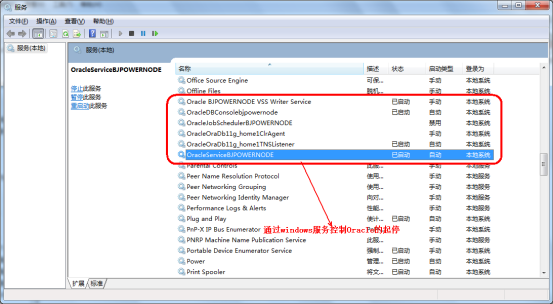 服务
文件(F) 操作(A) 查看(V) 帮助(H)
服务(本地) 服务(本地)
OracleServiceBJPOWERNODE 名称 描述 状态 启动类型 登录为
Office Source Engine 可保... 手动 本地系统
停止此服务 Offline Files 脱机... 手动 本地系统
暂停此服务 Oracle BJPOWERNODE VSS Writer Service 已启动 手动 本地系统
重启动此服务 OracleDBConsolebjpowernode 已启动 自动 本地系统
OracleJobSchedulerBJPOWERNODE 禁用 本地系统
OracleOraDb11g_home1ClrAgent 手动 本地系统
OracleOraDb11g_home1TNSListener 已启动 自动 本地系统
OracleServiceBJPOWERNODE 已启动 自动 本地系统
Parental Controls 此服... 手动 本地服务
Peer Name Resolution Protocol 使用... 手动 本地服务
Peer Networking Grouping 使用... 手动 本地服务
Peer Networking Identity Manager 向对... 手动 本地服务
Performance Logs & Alerts 性能... 手动 本地服务
Plug and Play 使计... 已启动 自动 本地系统
PnP-X IP Bus Enumerator 通过windows服务控制Oracle的起停 本地系统
PNRP Machine Name Publication Service 此服... 手动 本地服务
Portable Device Enumerator Service 强制... 已启动 手动 本地系统
Power 管理... 已启动 自动 本地系统
Print Spooler 将文... 已启动 自动 本地系统
扩展 标准